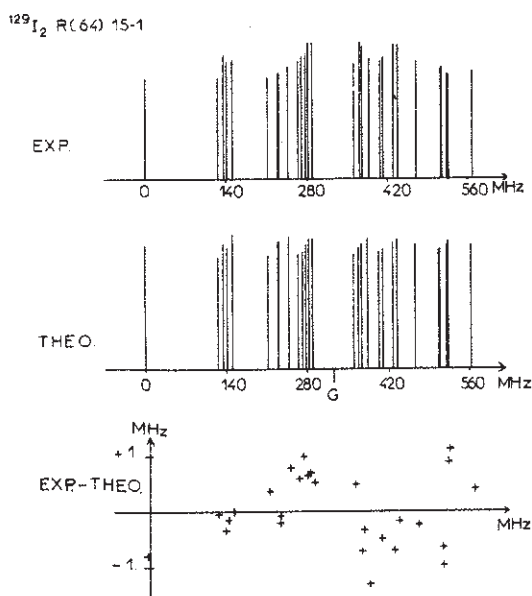 ¹²⁹I₂ R(64) 15-1
EXP.
0 140 280 420 MHz 560 MHz
THEO.
0 140 280 420 560 MHz
G
MHz
+ 1.
EXP.-THEO.
MHz
- 1.